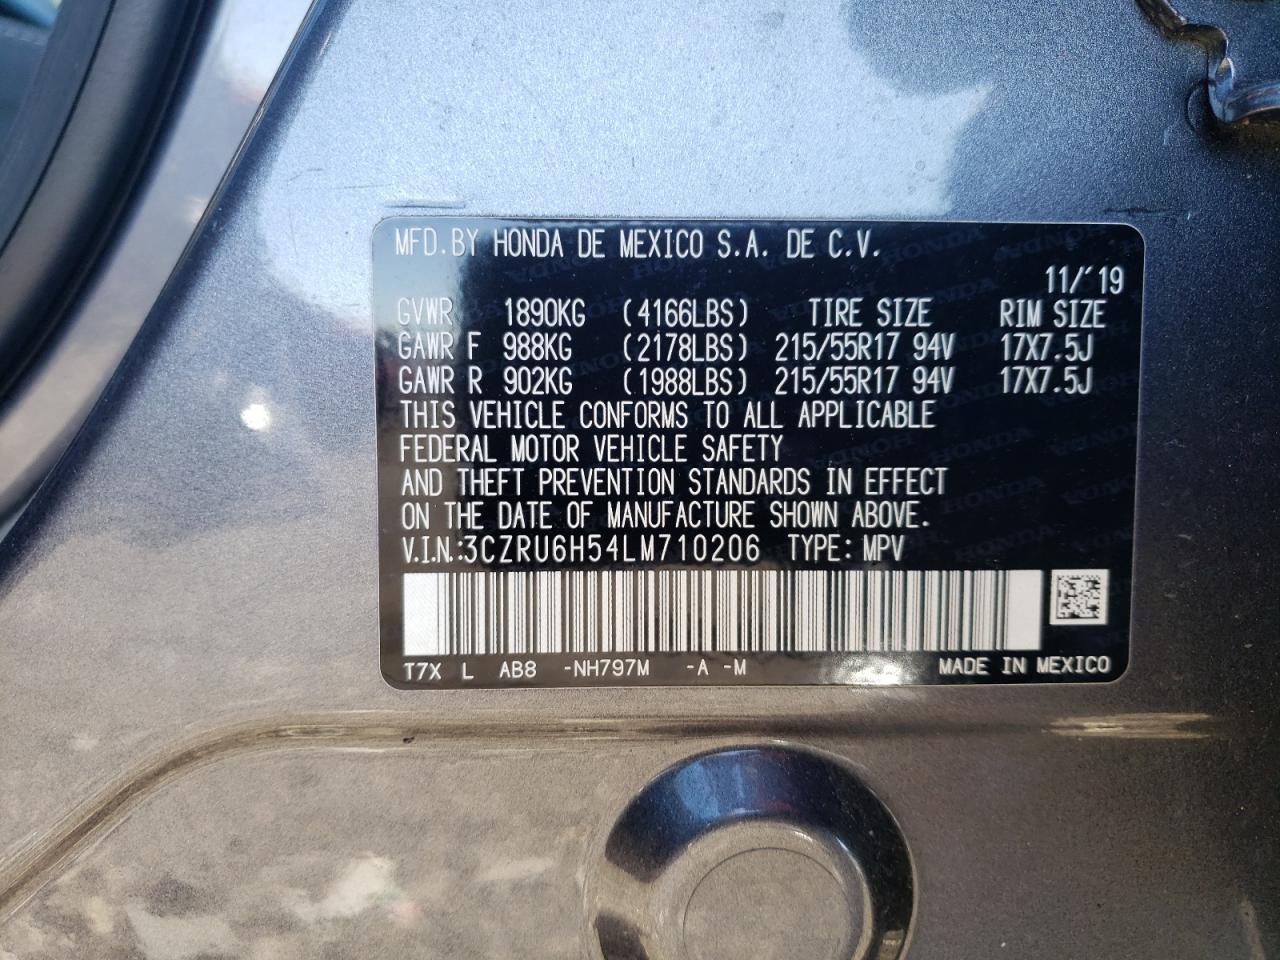 MFD. BY HONDA DE MEXICO S.A. DE C.V.
11/'19
GVWR 1890KG (4166LBS) TIRE SIZE RIM SIZE
GAWR F 988KG (2178LBS) 215/55R17 94V 17X7.5J
GAWR R 902KG (1988LBS) 215/55R17 94V 17X7.5J
THIS VEHICLE CONFORMS TO ALL APPLICABLE
FEDERAL MOTOR VEHICLE SAFETY
AND THEFT PREVENTION STANDARDS IN EFFECT
ON THE DATE OF MANUFACTURE SHOWN ABOVE.
V.I.N.:3CZRU6H54LM710206 TYPE: MPV
T7X L AB8 -NH797M -A -M MADE IN MEXICO